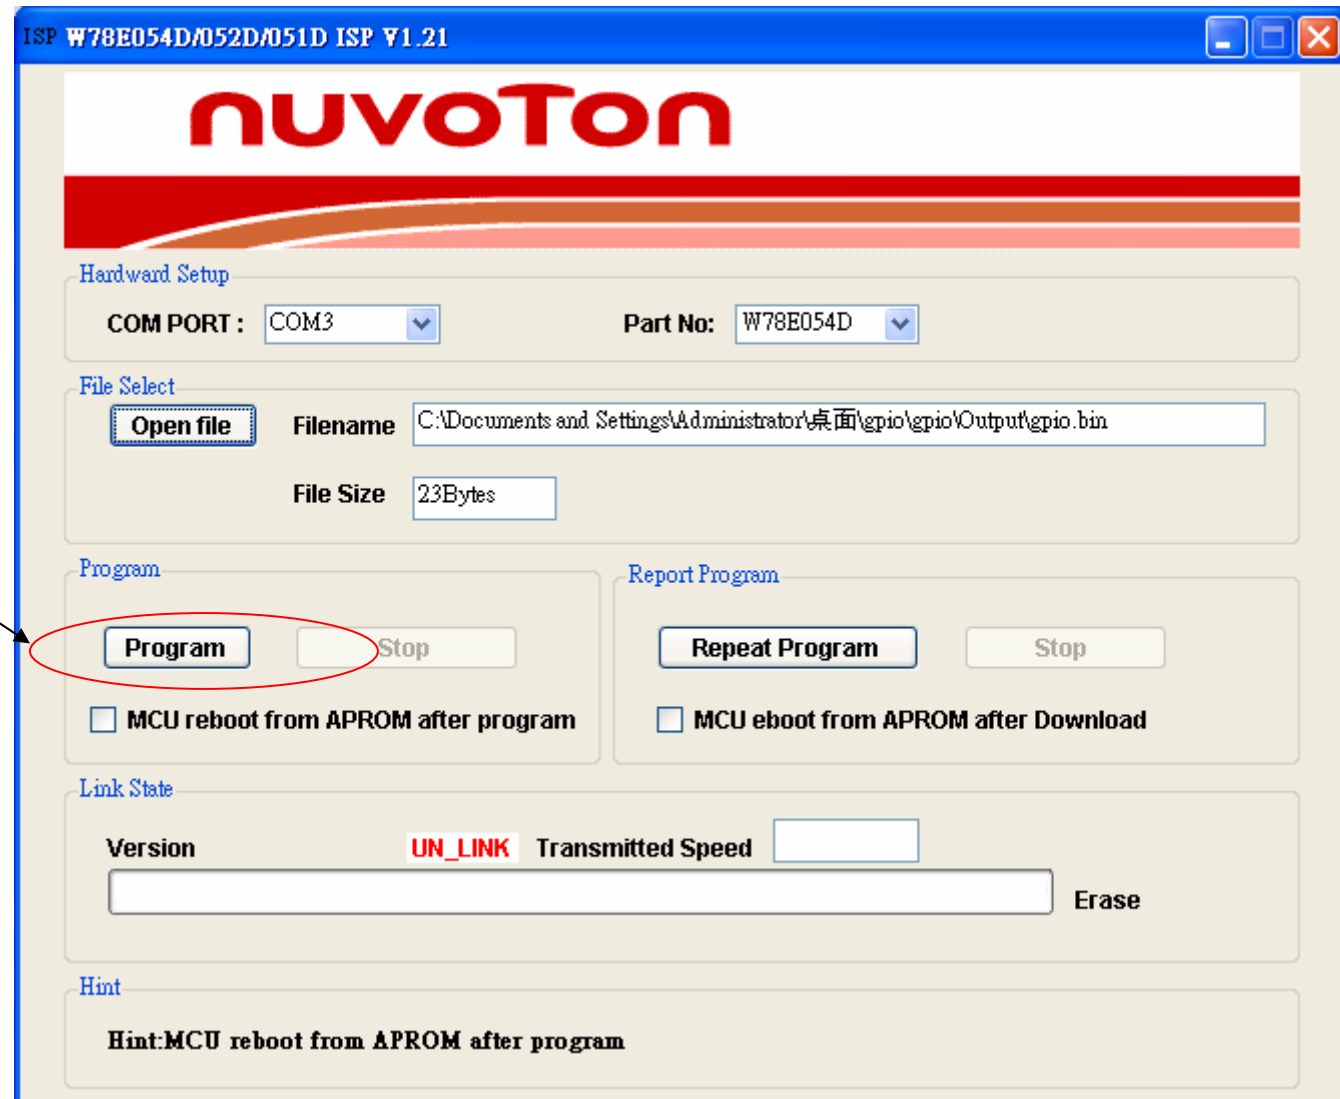 ISP W78E054D/052D/051D ISP V1.21
nuvoTon
Hardward Setup
COM PORT : COM3 Part No: W78E054D
File Select
Open file Filename C:\Documents and Settings\Administrator\桌面\gpio\gpio\Output\gpio.bin
File Size 23Bytes
Program
Program Stop
MCU reboot from APROM after program
Report Program
Repeat Program Stop
MCU eboot from APROM after Download
Link State
Version UN_LINK Transmitted Speed
Erase
Hint
Hint:MCU reboot from APROM after program